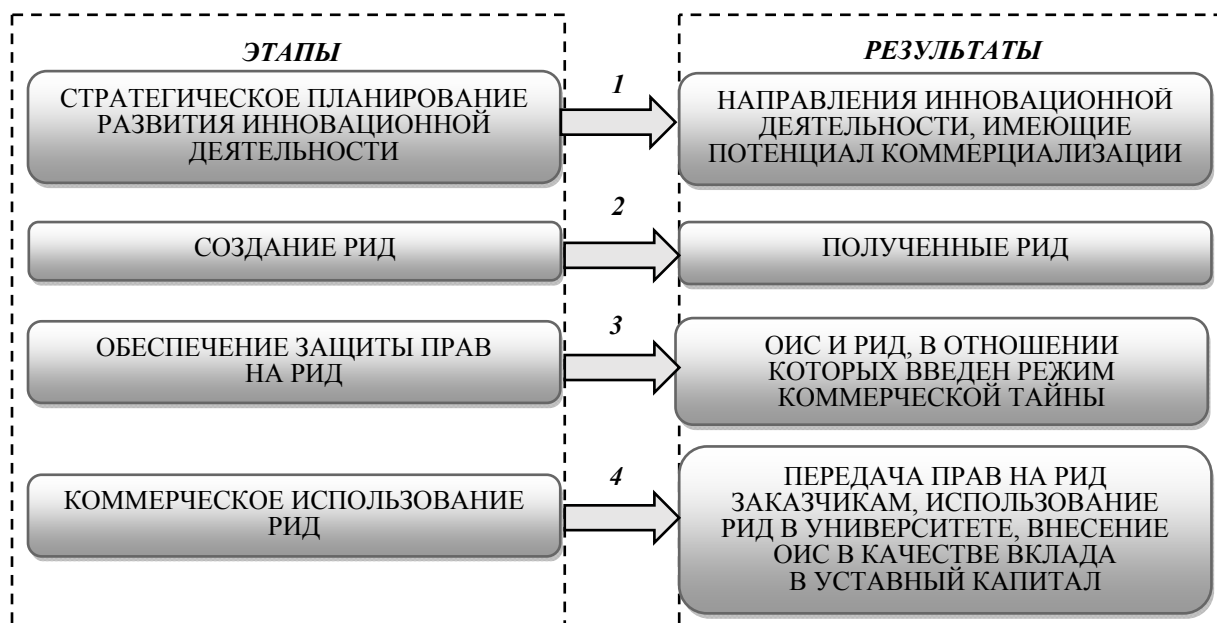 ЭТАПЫ
РЕЗУЛЬТАТЫ
СТРАТЕГИЧЕСКОЕ ПЛАНИРОВАНИЕ
РАЗВИТИЯ ИННОВАЦИОННОЙ
ДЕЯТЕЛЬНОСТИ
1
НАПРАВЛЕНИЯ ИННОВАЦИОННОЙ
ДЕЯТЕЛЬНОСТИ, ИМЕЮЩИЕ
ПОТЕНЦИАЛ КОММЕРЦИАЛИЗАЦИИ
СОЗДАНИЕ РИД
2
ПОЛУЧЕННЫЕ РИД
ОБЕСПЕЧЕНИЕ ЗАЩИТЫ ПРАВ
НА РИД
3
ОИС И РИД, В ОТНОШЕНИИ
КОТОРЫХ ВВЕДЕН РЕЖИМ
КОММЕРЧЕСКОЙ ТАЙНЫ
КОММЕРЧЕСКОЕ ИСПОЛЬЗОВАНИЕ
РИД
4
ПЕРЕДАЧА ПРАВ НА РИД
ЗАКАЗЧИКАМ, ИСПОЛЬЗОВАНИЕ
РИД В УНИВЕРСИТЕТЕ, ВНЕСЕНИЕ
ОИС В КАЧЕСТВЕ ВКЛАДА
В УСТАВНЫЙ КАПИТАЛ